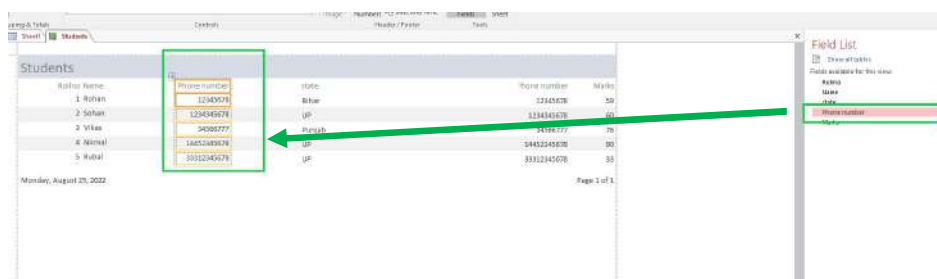 Grouping & Totals
Controls
Header / Footer
Tools
Sheet1
Students
Students
Rollno Name Phone number state Phone number Marks
1 Rohan 12345678 Bihar 12345678 59
2 Sohan 1234345678 UP 1234345678 60
3 Vikas 34566777 Punjab 34566777 76
4 Nirmal 14452345678 UP 14452345678 90
5 Rubal 33312345678 UP 33312345678 33
Monday, August 29, 2022 Page 1 of 1
Field List
Show all tables
Fields available for this view:
Rollno
Name
state
Phone number
Marks